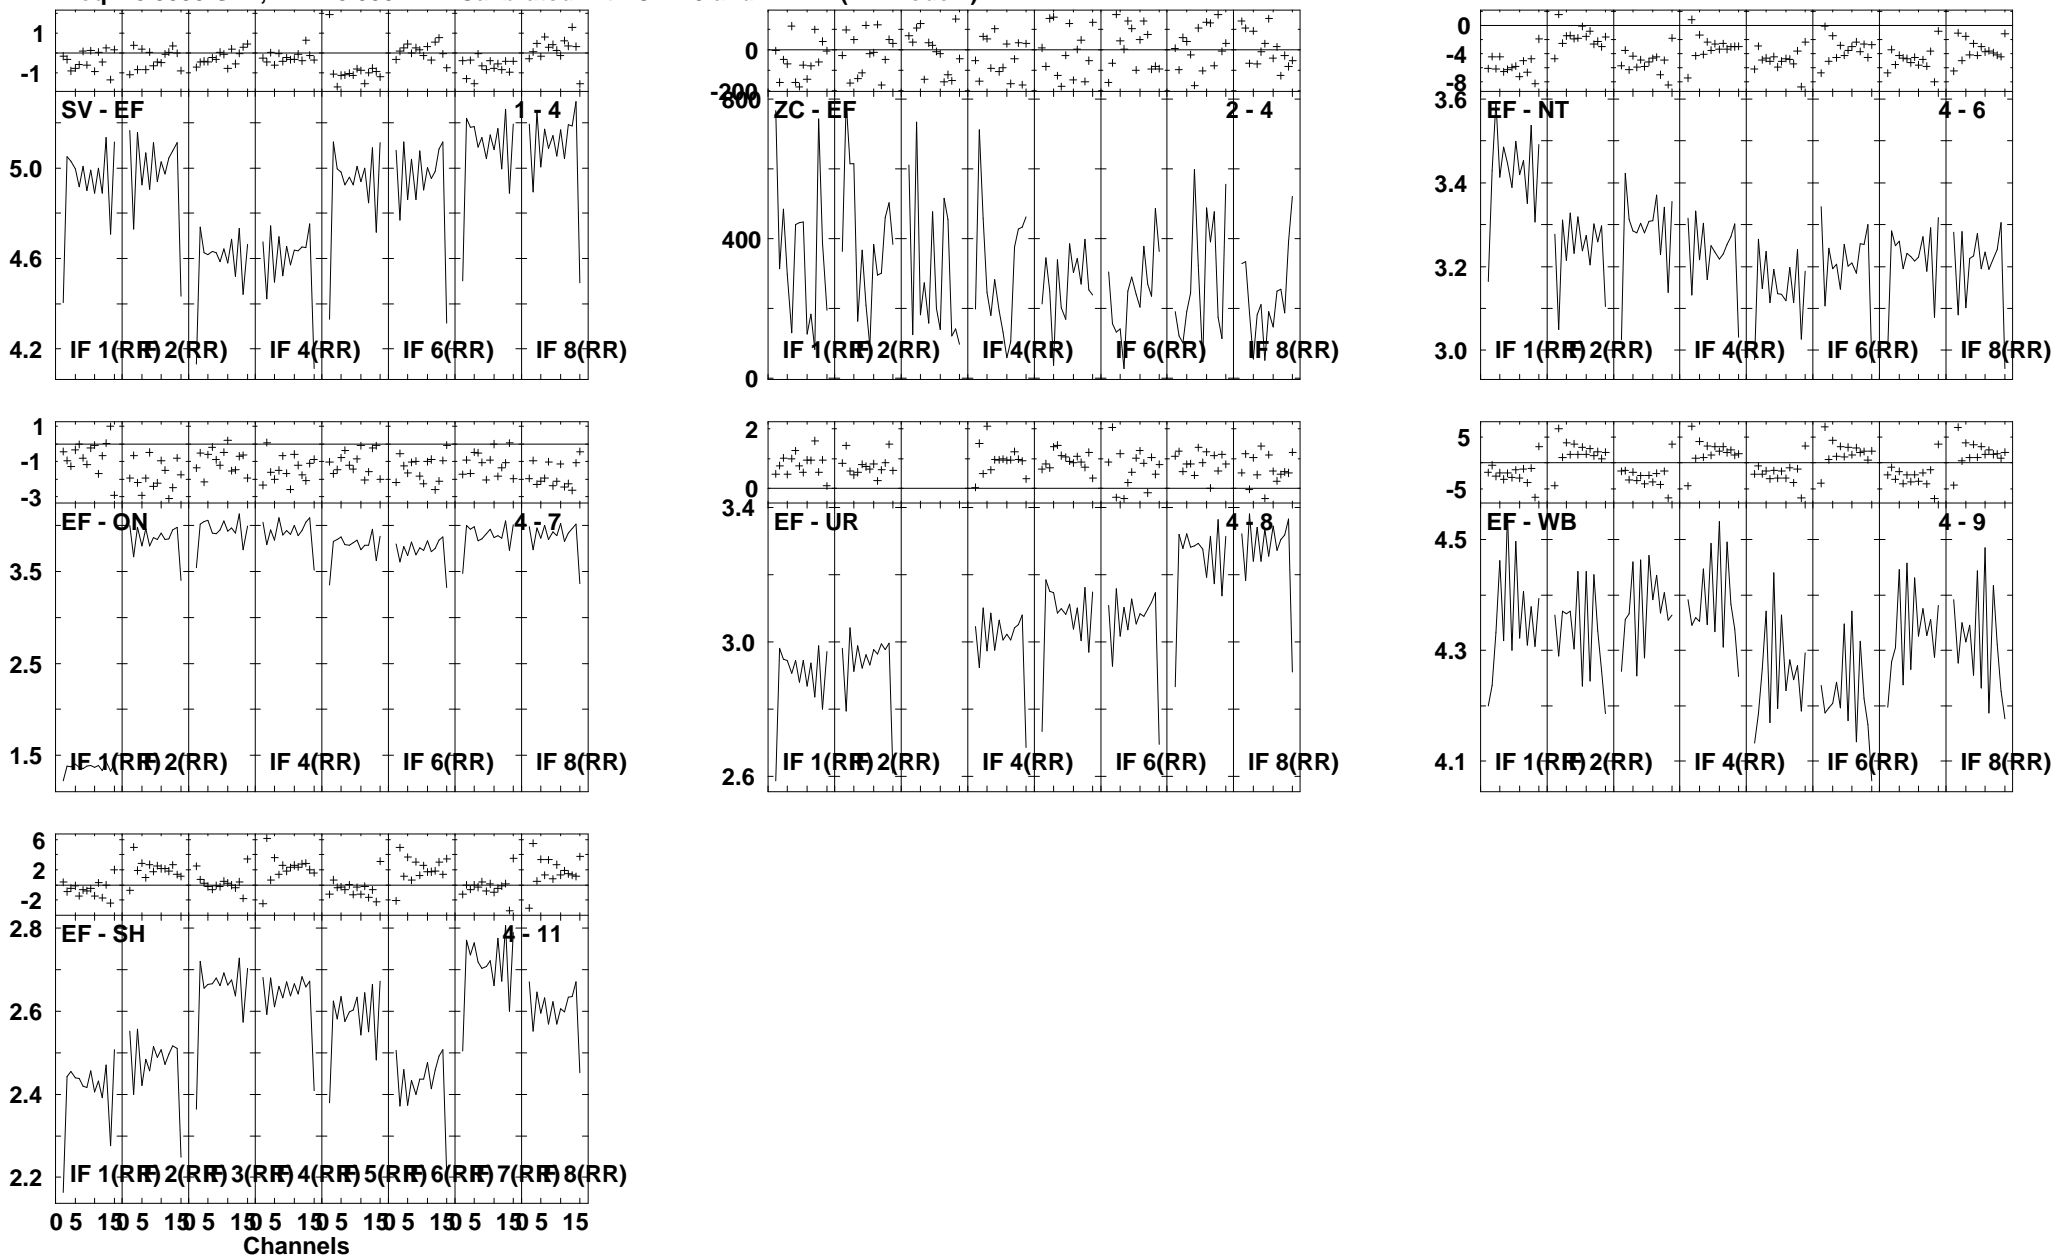 1
-1
SV - EF 1 - 4
5.0
4.6
4.2
IF 1(RR) IF 2(RR) IF 4(RR) IF 6(RR) IF 8(RR)
0
-200
800
ZC - EF 2 - 4
400
0
IF 1(RR) IF 2(RR) IF 4(RR) IF 6(RR) IF 8(RR)
0
-4
-8
3.6
EF - NT 4 - 6
3.4
3.2
3.0
IF 1(RR) IF 2(RR) IF 4(RR) IF 6(RR) IF 8(RR)
1
-1
-3
EF - ON 4 - 7
3.5
2.5
1.5
IF 1(RR) IF 2(RR) IF 4(RR) IF 6(RR) IF 8(RR)
2
0
3.4
EF - UR 4 - 8
3.0
2.6
IF 1(RR) IF 2(RR) IF 4(RR) IF 6(RR) IF 8(RR)
5
-5
EF - WB 4 - 9
4.5
4.3
4.1
IF 1(RR) IF 2(RR) IF 4(RR) IF 6(RR) IF 8(RR)
6
2
-2
2.8
EF - SH 4 - 11
2.6
2.4
2.2
IF 1(RR) IF 2(RR) IF 3(RR) IF 4(RR) IF 5(RR) IF 6(RR) IF 7(RR) IF 8(RR)
0 5 15 0 5 15 0 5 15 0 5 15 0 5 15 0 5 15 0 5 15 0 5 15
Channels